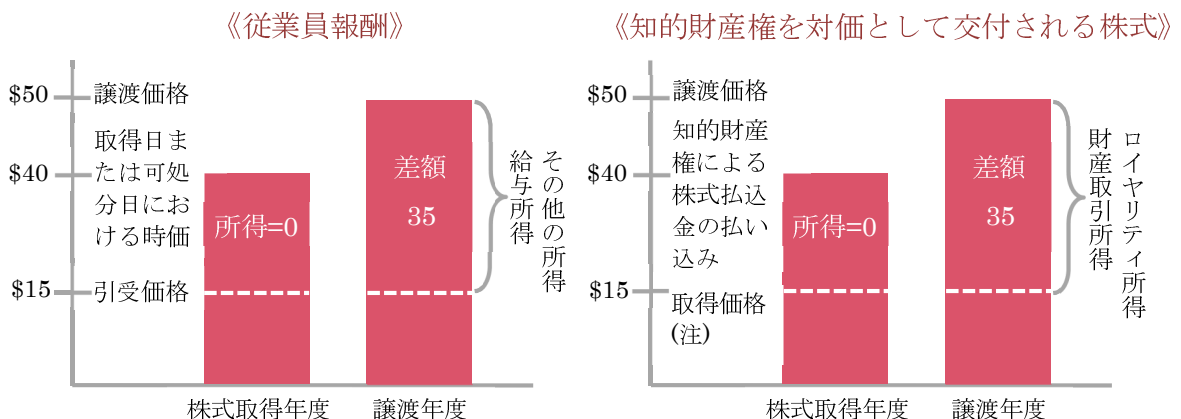 《従業員報酬》
$50
譲渡価格
取得日ま
たは可処
分日にお
ける時価
$40
$15
引受価格
所得=0
差額
35
その他の所得
給与所得
株式取得年度
譲渡年度
《知的財産権を対価として交付される株式》
$50
譲渡価格
知的財産
権による
株式払込
金の払い
込み
$40
$15
取得価格
(注)
所得=0
差額
35
ロイヤリティ所得
財産取引所得
株式取得年度
譲渡年度